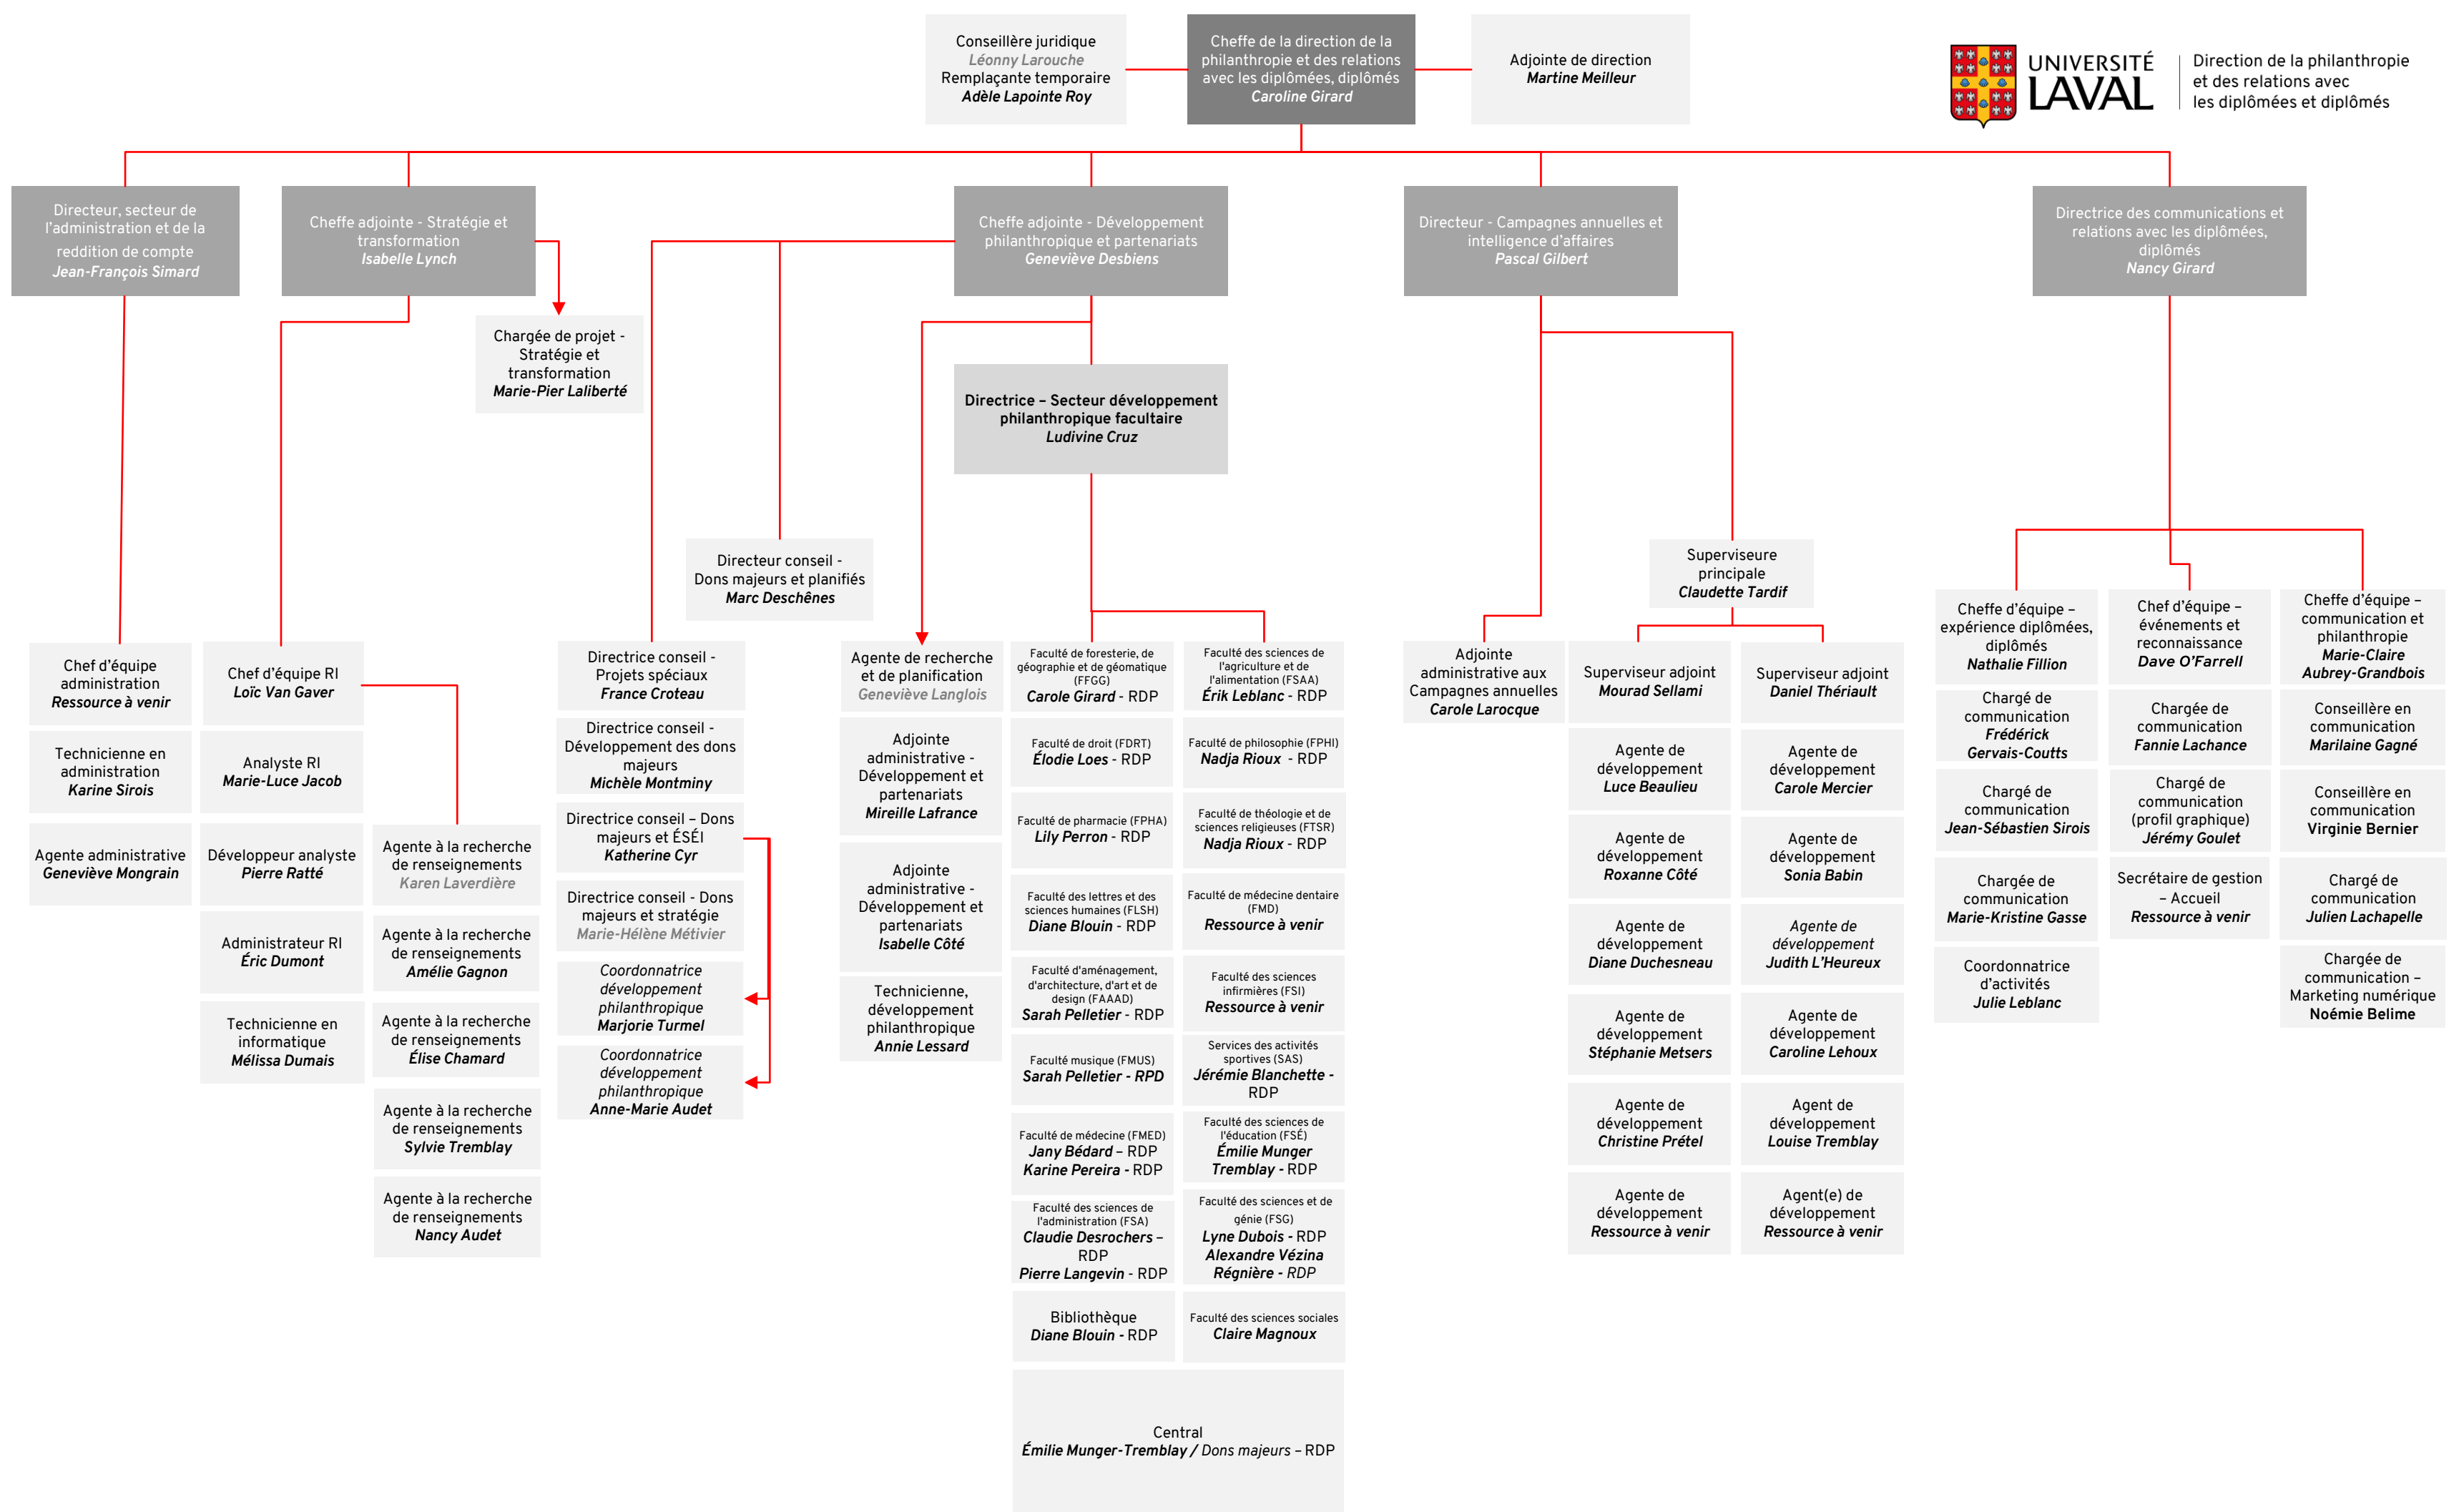 Conseillère juridique
Léonny Larouche
Remplaçante temporaire
Adèle Lapointe Roy
Cheffe de la direction de la
philanthropie et des relations
avec les diplômées, diplômés
Caroline Girard
Adjointe de direction
Martine Meilleur
UNIVERSITÉ
LAVAL
Direction de la philanthropie
et des relations avec
les diplômées et diplômés
Directeur, secteur de
l'administration et de la
reddition de compte
Jean-François Simard
Cheffe adjointe - Stratégie et
transformation
Isabelle Lynch
Cheffe adjointe - Développement
philanthropique et partenariats
Geneviève Desbiens
Directeur - Campagnes annuelles et
intelligence d'affaires
Pascal Gilbert
Directrice des communications et
relations avec les diplômées,
diplômés
Nancy Girard
Chargée de projet -
Stratégie et
transformation
Marie-Pier Laliberté
Directrice – Secteur développement
philanthropique facultaire
Ludivine Cruz
Directeur conseil -
Dons majeurs et planifiés
Marc Deschênes
Superviseure
principale
Claudette Tardif
Chef d'équipe
administration
Ressource à venir
Technicienne en
administration
Karine Sirois
Agente administrative
Geneviève Mongrain
Chef d'équipe RI
Loïc Van Gaver
Analyste RI
Marie-Luce Jacob
Développeur analyste
Pierre Ratté
Administrateur RI
Éric Dumont
Technicienne en
informatique
Mélissa Dumais
Agente à la recherche
de renseignements
Karen Laverdière
Agente à la recherche
de renseignements
Amélie Gagnon
Agente à la recherche
de renseignements
Élise Chamard
Agente à la recherche
de renseignements
Sylvie Tremblay
Agente à la recherche
de renseignements
Nancy Audet
Directrice conseil -
Projets spéciaux
France Croteau
Directrice conseil -
Développement des dons
majeurs
Michèle Montminy
Directrice conseil – Dons
majeurs et ÉSÉI
Katherine Cyr
Directrice conseil - Dons
majeurs et stratégie
Marie-Hélène Métivier
Coordonnatrice
développement
philanthropique
Marjorie Turmel
Coordonnatrice
développement
philanthropique
Anne-Marie Audet
Agente de recherche
et de planification
Geneviève Langlois
Adjointe
administrative -
Développement et
partenariats
Mireille Lafrance
Adjointe
administrative -
Développement et
partenariats
Isabelle Côté
Technicienne,
développement
philanthropique
Annie Lessard
Faculté de foresterie, de
géographie et de géomatique
(FFGG)
Carole Girard - RDP
Faculté de droit (FDRT)
Élodie Loes - RDP
Faculté de pharmacie (FPHA)
Lily Perron - RDP
Faculté des lettres et des
sciences humaines (FLSH)
Diane Blouin - RDP
Faculté d'aménagement,
d'architecture, d'art et de
design (FAAAD)
Sarah Pelletier - RDP
Faculté musique (FMUS)
Sarah Pelletier - RPD
Faculté de médecine (FMED)
Jany Bédard – RDP
Karine Pereira - RDP
Faculté des sciences de
l'administration (FSA)
Claudie Desrochers –
RDP
Pierre Langevin - RDP
Bibliothèque
Diane Blouin - RDP
Faculté des sciences de
l'agriculture et de
l'alimentation (FSAA)
Érik Leblanc - RDP
Faculté de philosophie (FPHI)
Nadja Rioux - RDP
Faculté de théologie et de
sciences religieuses (FTSR)
Nadja Rioux - RDP
Faculté de médecine dentaire
(FMD)
Ressource à venir
Faculté des sciences
infirmières (FSI)
Ressource à venir
Services des activités
sportives (SAS)
Jérémie Blanchette -
RDP
Faculté des sciences de
l'éducation (FSÉ)
Émilie Munger
Tremblay - RDP
Faculté des sciences et de
génie (FSG)
Lyne Dubois - RDP
Alexandre Vézina
Régnière - RDP
Faculté des sciences sociales
Claire Magnoux
Central
Émilie Munger-Tremblay / Dons majeurs – RDP
Adjointe
administrative aux
Campagnes annuelles
Carole Larocque
Superviseur adjoint
Mourad Sellami
Agente de
développement
Luce Beaulieu
Agente de
développement
Roxanne Côté
Agente de
développement
Diane Duchesneau
Agente de
développement
Stéphanie Metsers
Agente de
développement
Christine Prétel
Agente de
développement
Ressource à venir
Superviseur adjoint
Daniel Thériault
Agente de
développement
Carole Mercier
Agente de
développement
Sonia Babin
Agente de
développement
Judith L'Heureux
Agente de
développement
Caroline Lehoux
Agent de
développement
Louise Tremblay
Agent(e) de
développement
Ressource à venir
Cheffe d'équipe –
expérience diplômées,
diplômés
Nathalie Fillion
Chargé de
communication
Frédérick
Gervais-Coutts
Chargé de
communication
Jean-Sébastien Sirois
Chargée de
communication
Marie-Kristine Gasse
Coordonnatrice
d'activités
Julie Leblanc
Chef d'équipe –
événements et
reconnaissance
Dave O'Farrell
Chargée de
communication
Fannie Lachance
Chargé de
communication
(profil graphique)
Jérémy Goulet
Secrétaire de gestion
– Accueil
Ressource à venir
Cheffe d'équipe –
communication et
philanthropie
Marie-Claire
Aubrey-Grandbois
Conseillère en
communication
Marilaine Gagné
Conseillère en
communication
Virginie Bernier
Chargé de
communication
Julien Lachapelle
Chargée de
communication –
Marketing numérique
Noémie Belime